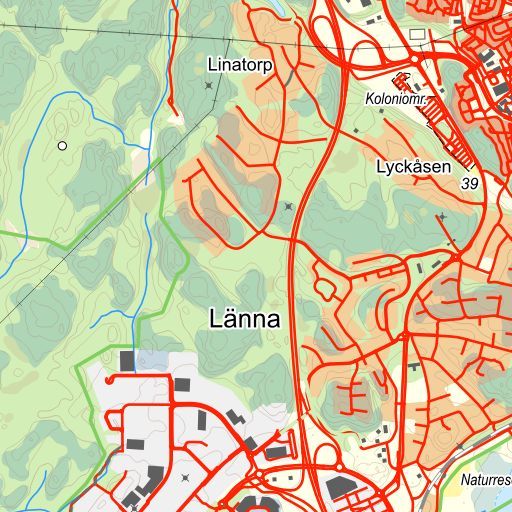 Linatorp
Koloniomr.
Lyckåsen
39
Länna
Naturres